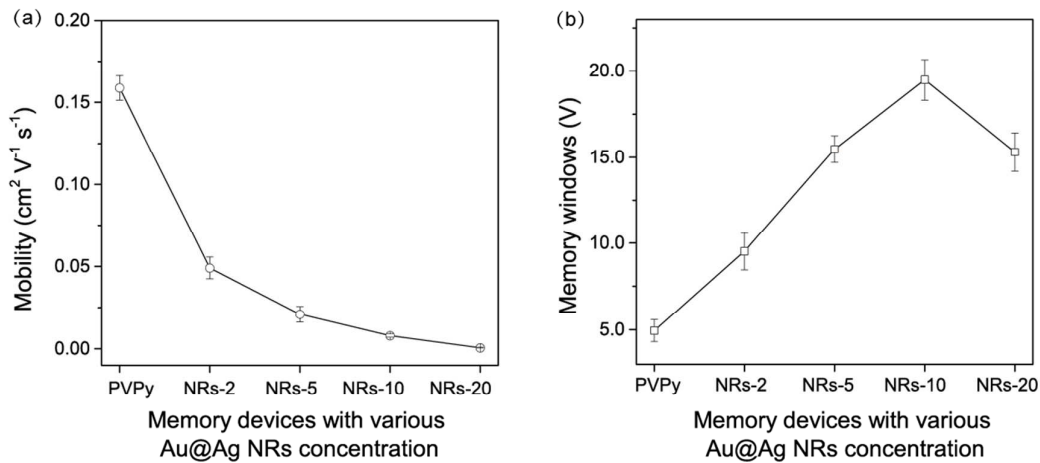 (a)
0.20
0.15
0.10
0.05
0.00
Mobility (cm² V⁻¹ s⁻¹)
PVPy NRs-2 NRs-5 NRs-10 NRs-20
Memory devices with various
Au@Ag NRs concentration
(b)
20.0
15.0
10.0
5.0
Memory windows (V)
PVPy NRs-2 NRs-5 NRs-10 NRs-20
Memory devices with various
Au@Ag NRs concentration